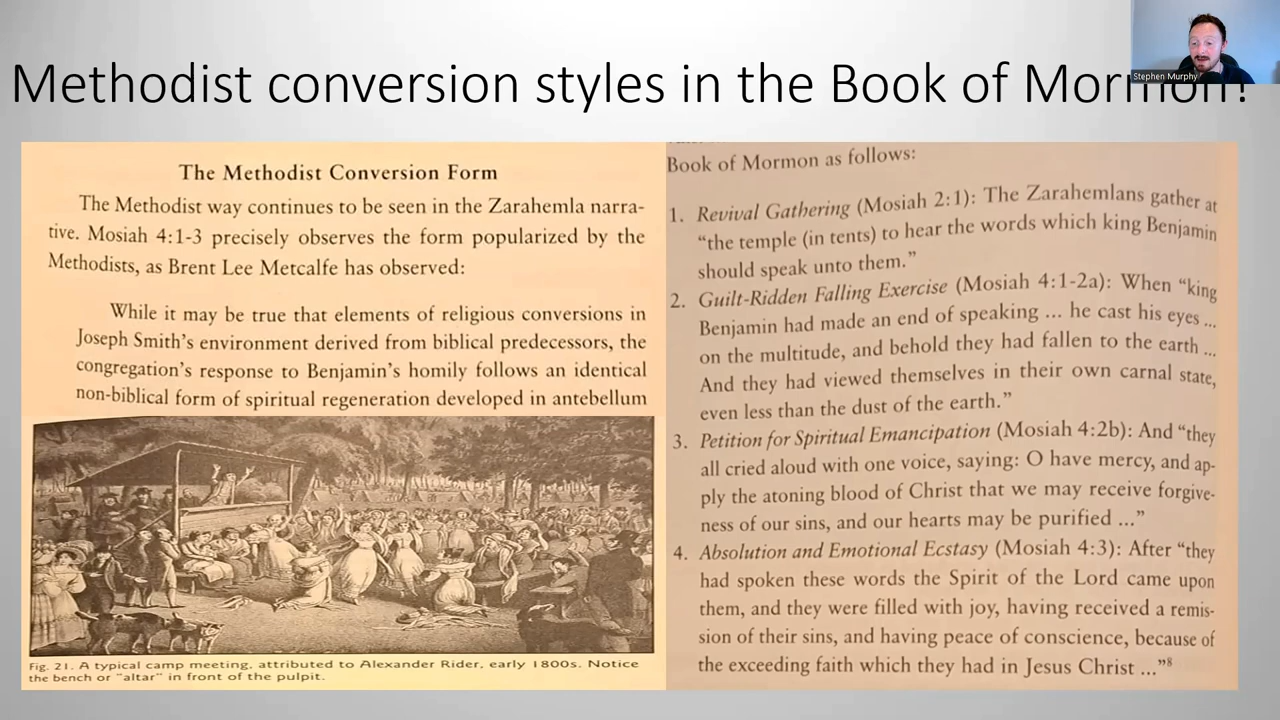 Methodist conversion styles in the Book of Mormon?
Stephen Murphy
The Methodist Conversion Form
The Methodist way continues to be seen in the Zarahemla narra-
tive. Mosiah 4:1-3 precisely observes the form popularized by the
Methodists, as Brent Lee Metcalfe has observed:
While it may be true that elements of religious conversions in
Joseph Smith's environment derived from biblical predecessors, the
congregation's response to Benjamin's homily follows an identical
non-biblical form of spiritual regeneration developed in antebellum
Fig. 21. A typical camp meeting, attributed to Alexander Rider, early 1800s. Notice
the bench or "altar" in front of the pulpit.
Book of Mormon as follows:
1. Revival Gathering (Mosiah 2:1): The Zarahemlans gather at
"the temple (in tents) to hear the words which king Benjamin
should speak unto them."
2. Guilt-Ridden Falling Exercise (Mosiah 4:1-2a): When "king
Benjamin had made an end of speaking ... he cast his eyes ...
on the multitude, and behold they had fallen to the earth ...
And they had viewed themselves in their own carnal state,
even less than the dust of the earth."
3. Petition for Spiritual Emancipation (Mosiah 4:2b): And "they
all cried aloud with one voice, saying: O have mercy, and ap-
ply the atoning blood of Christ that we may receive forgive-
ness of our sins, and our hearts may be purified ..."
4. Absolution and Emotional Ecstasy (Mosiah 4:3): After "they
had spoken these words the Spirit of the Lord came upon
them, and they were filled with joy, having received a remis-
sion of their sins, and having peace of conscience, because of
the exceeding faith which they had in Jesus Christ ..."8